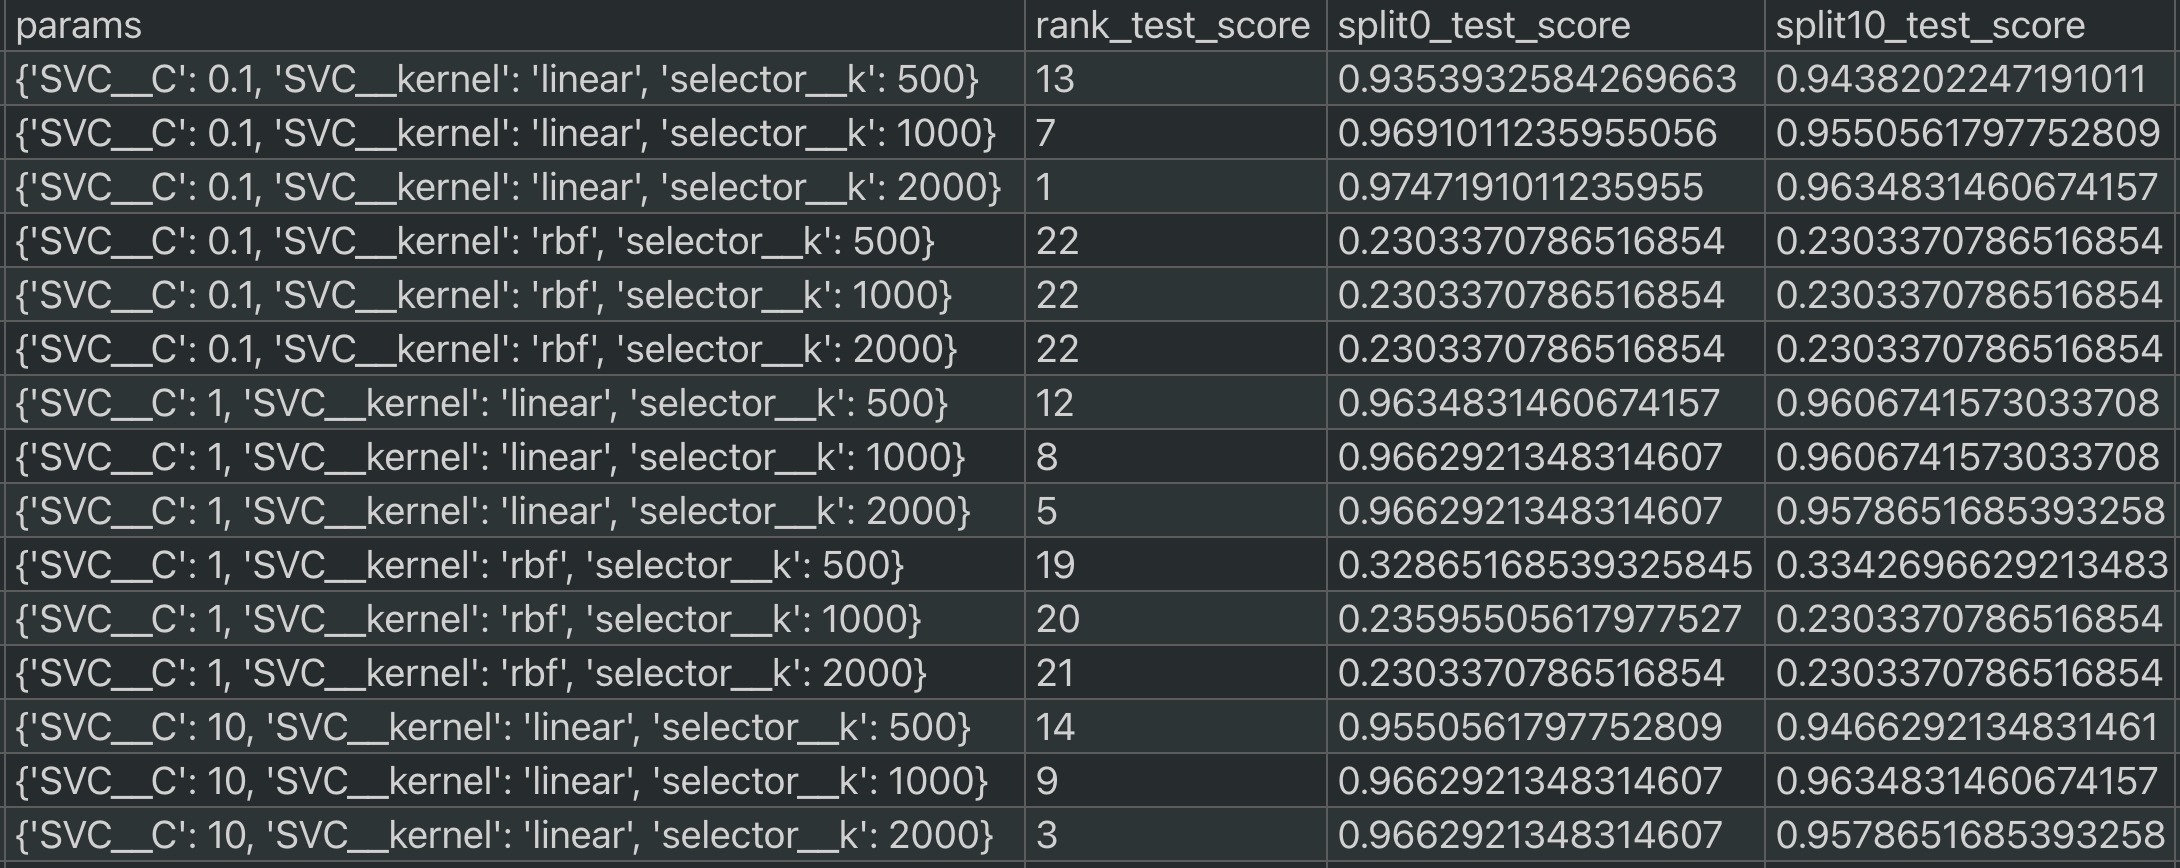 params rank_test_score split0_test_score split10_test_score
{'SVC__C': 0.1, 'SVC__kernel': 'linear', 'selector__k': 500} 13 0.9353932584269663 0.9438202247191011
{'SVC__C': 0.1, 'SVC__kernel': 'linear', 'selector__k': 1000} 7 0.9691011235955056 0.9550561797752809
{'SVC__C': 0.1, 'SVC__kernel': 'linear', 'selector__k': 2000} 1 0.9747191011235955 0.9634831460674157
{'SVC__C': 0.1, 'SVC__kernel': 'rbf', 'selector__k': 500} 22 0.2303370786516854 0.2303370786516854
{'SVC__C': 0.1, 'SVC__kernel': 'rbf', 'selector__k': 1000} 22 0.2303370786516854 0.2303370786516854
{'SVC__C': 0.1, 'SVC__kernel': 'rbf', 'selector__k': 2000} 22 0.2303370786516854 0.2303370786516854
{'SVC__C': 1, 'SVC__kernel': 'linear', 'selector__k': 500} 12 0.9634831460674157 0.9606741573033708
{'SVC__C': 1, 'SVC__kernel': 'linear', 'selector__k': 1000} 8 0.9662921348314607 0.9606741573033708
{'SVC__C': 1, 'SVC__kernel': 'linear', 'selector__k': 2000} 5 0.9662921348314607 0.9578651685393258
{'SVC__C': 1, 'SVC__kernel': 'rbf', 'selector__k': 500} 19 0.32865168539325845 0.3342696629213483
{'SVC__C': 1, 'SVC__kernel': 'rbf', 'selector__k': 1000} 20 0.23595505617977527 0.2303370786516854
{'SVC__C': 1, 'SVC__kernel': 'rbf', 'selector__k': 2000} 21 0.2303370786516854 0.2303370786516854
{'SVC__C': 10, 'SVC__kernel': 'linear', 'selector__k': 500} 14 0.9550561797752809 0.9466292134831461
{'SVC__C': 10, 'SVC__kernel': 'linear', 'selector__k': 1000} 9 0.9662921348314607 0.9634831460674157
{'SVC__C': 10, 'SVC__kernel': 'linear', 'selector__k': 2000} 3 0.9662921348314607 0.9578651685393258